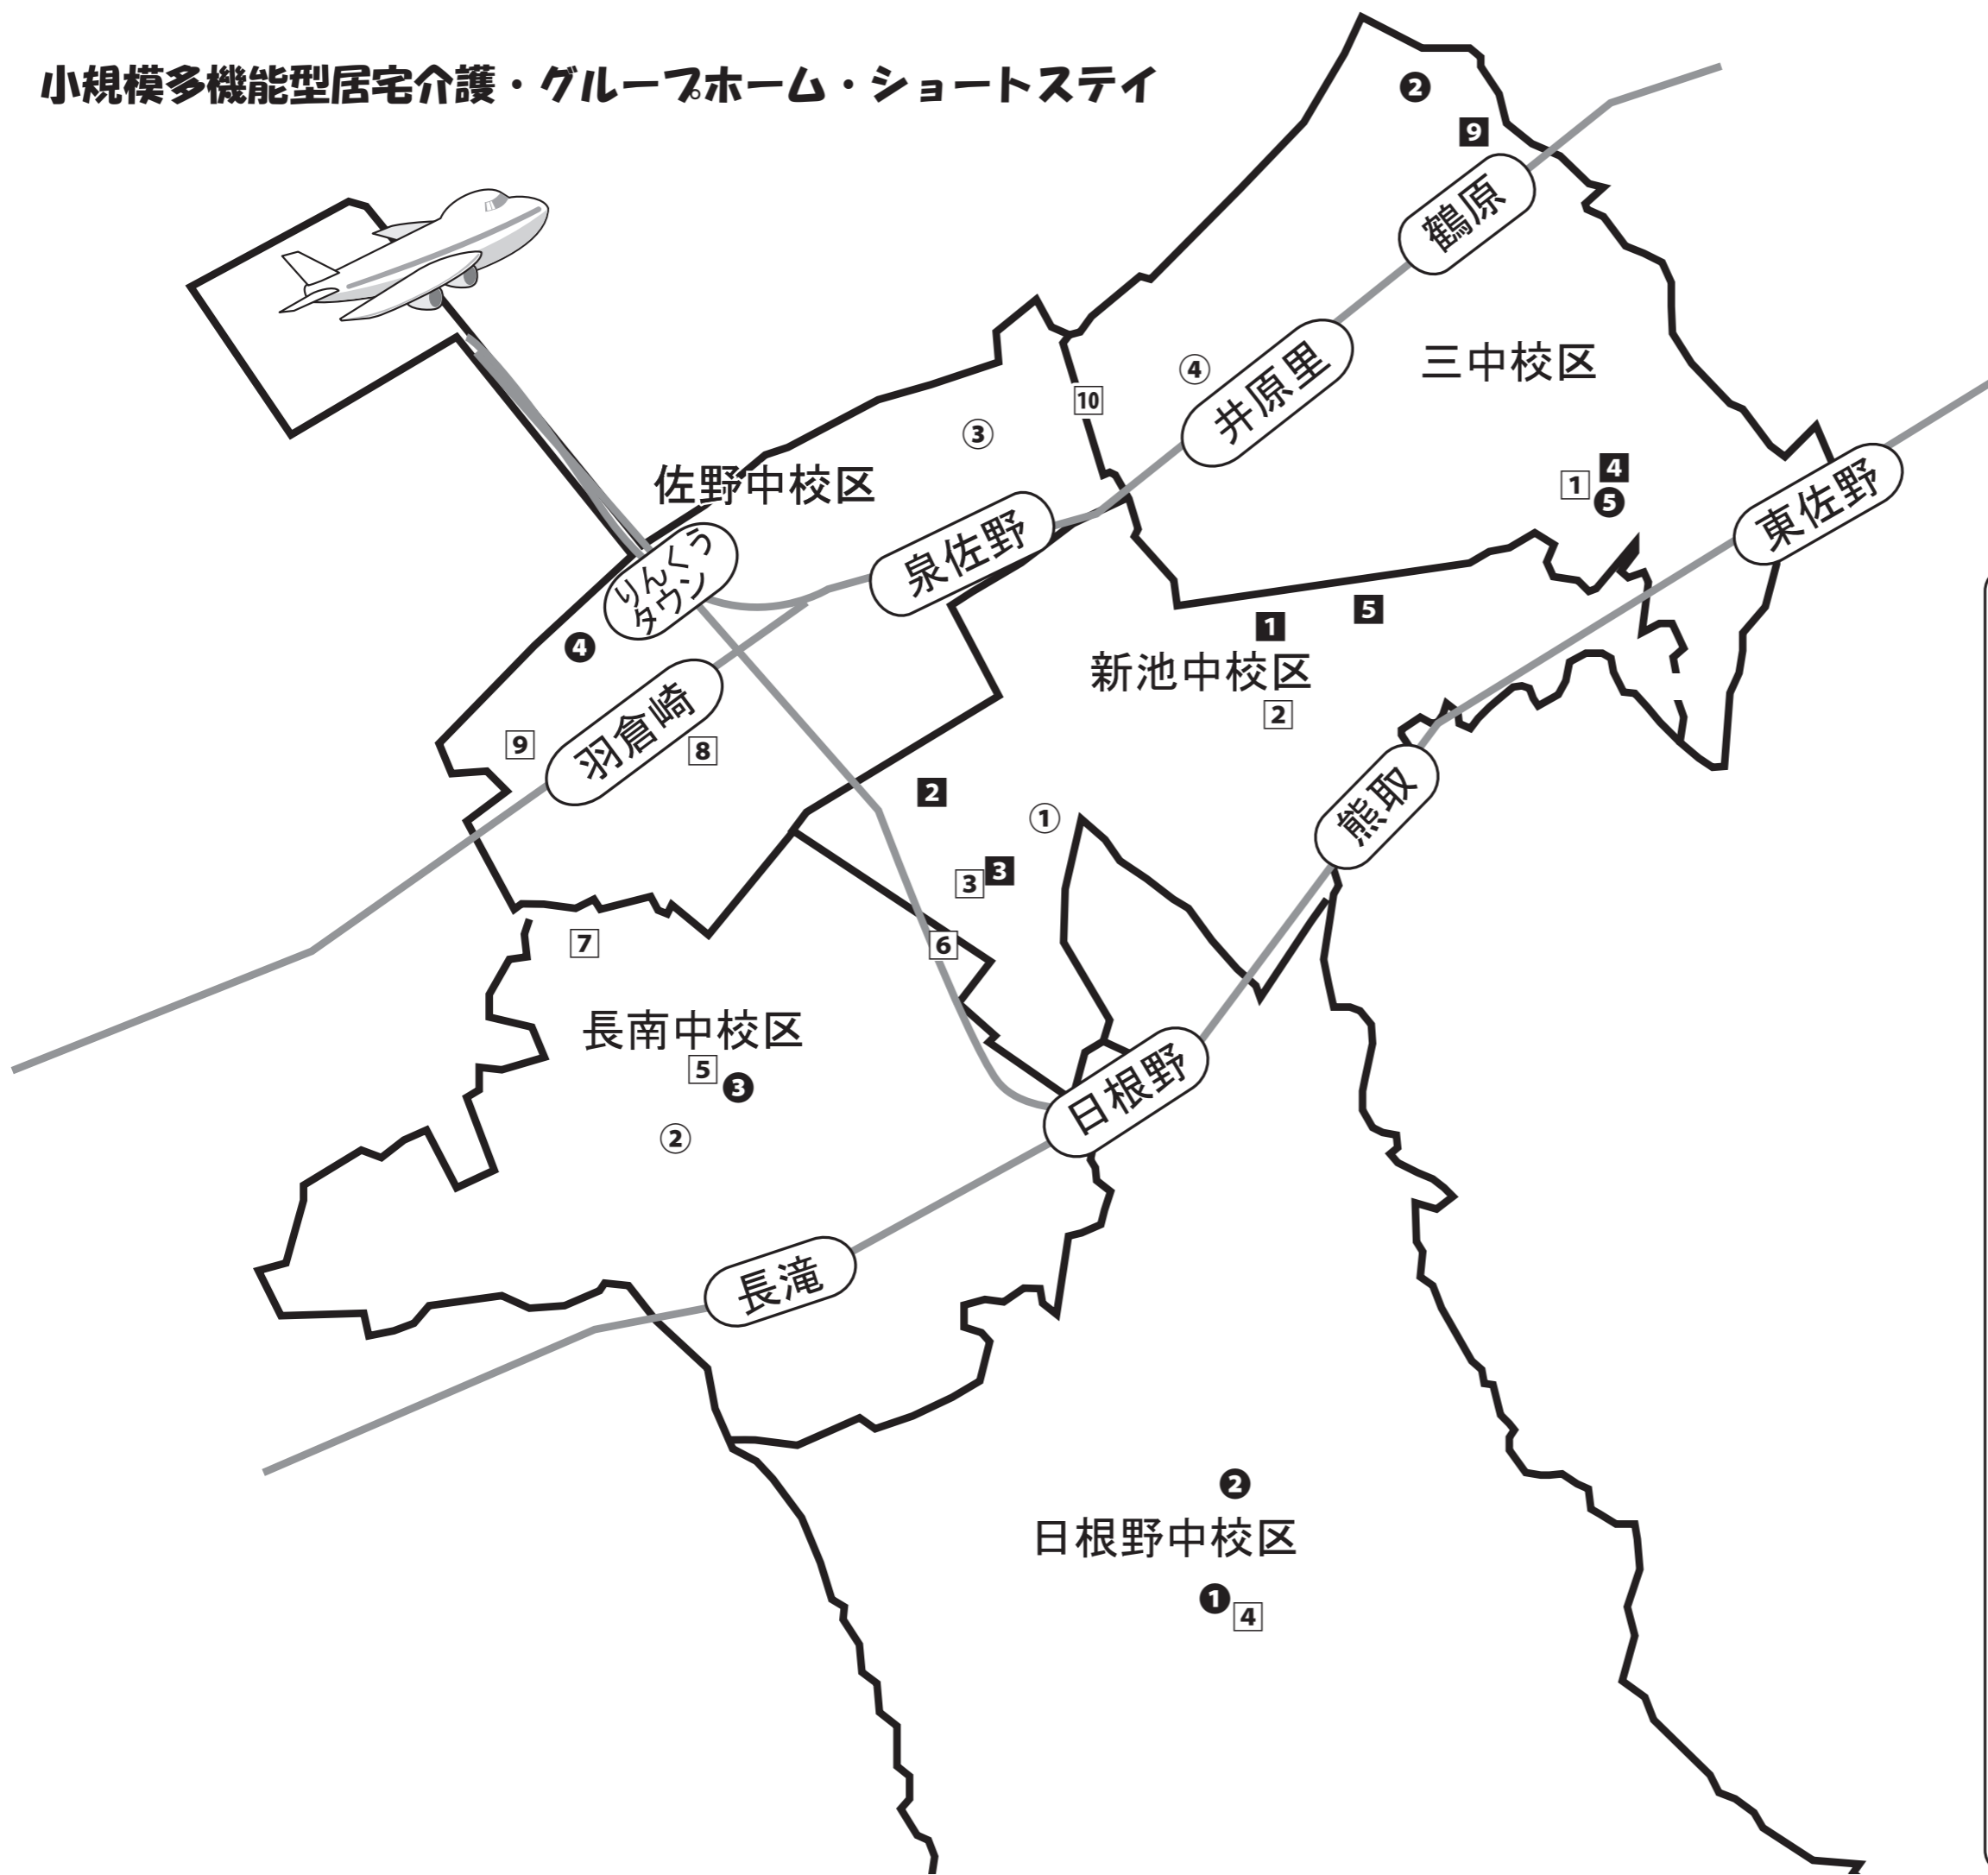 小規模多機能型居宅介護・グループホーム・ショートステイ
❷
9
鶴原
三中校区
④
井原里
10
③
佐野中校区
1
4
❺
東佐野
泉佐野
りんくう
タウン
❹
5
1
新池中校区
2
羽倉崎
9
8
2
①
熊取
3
3
7
6
長南中校区
5
❸
②
日根野
長滝
❷
日根野中校区
❶
4